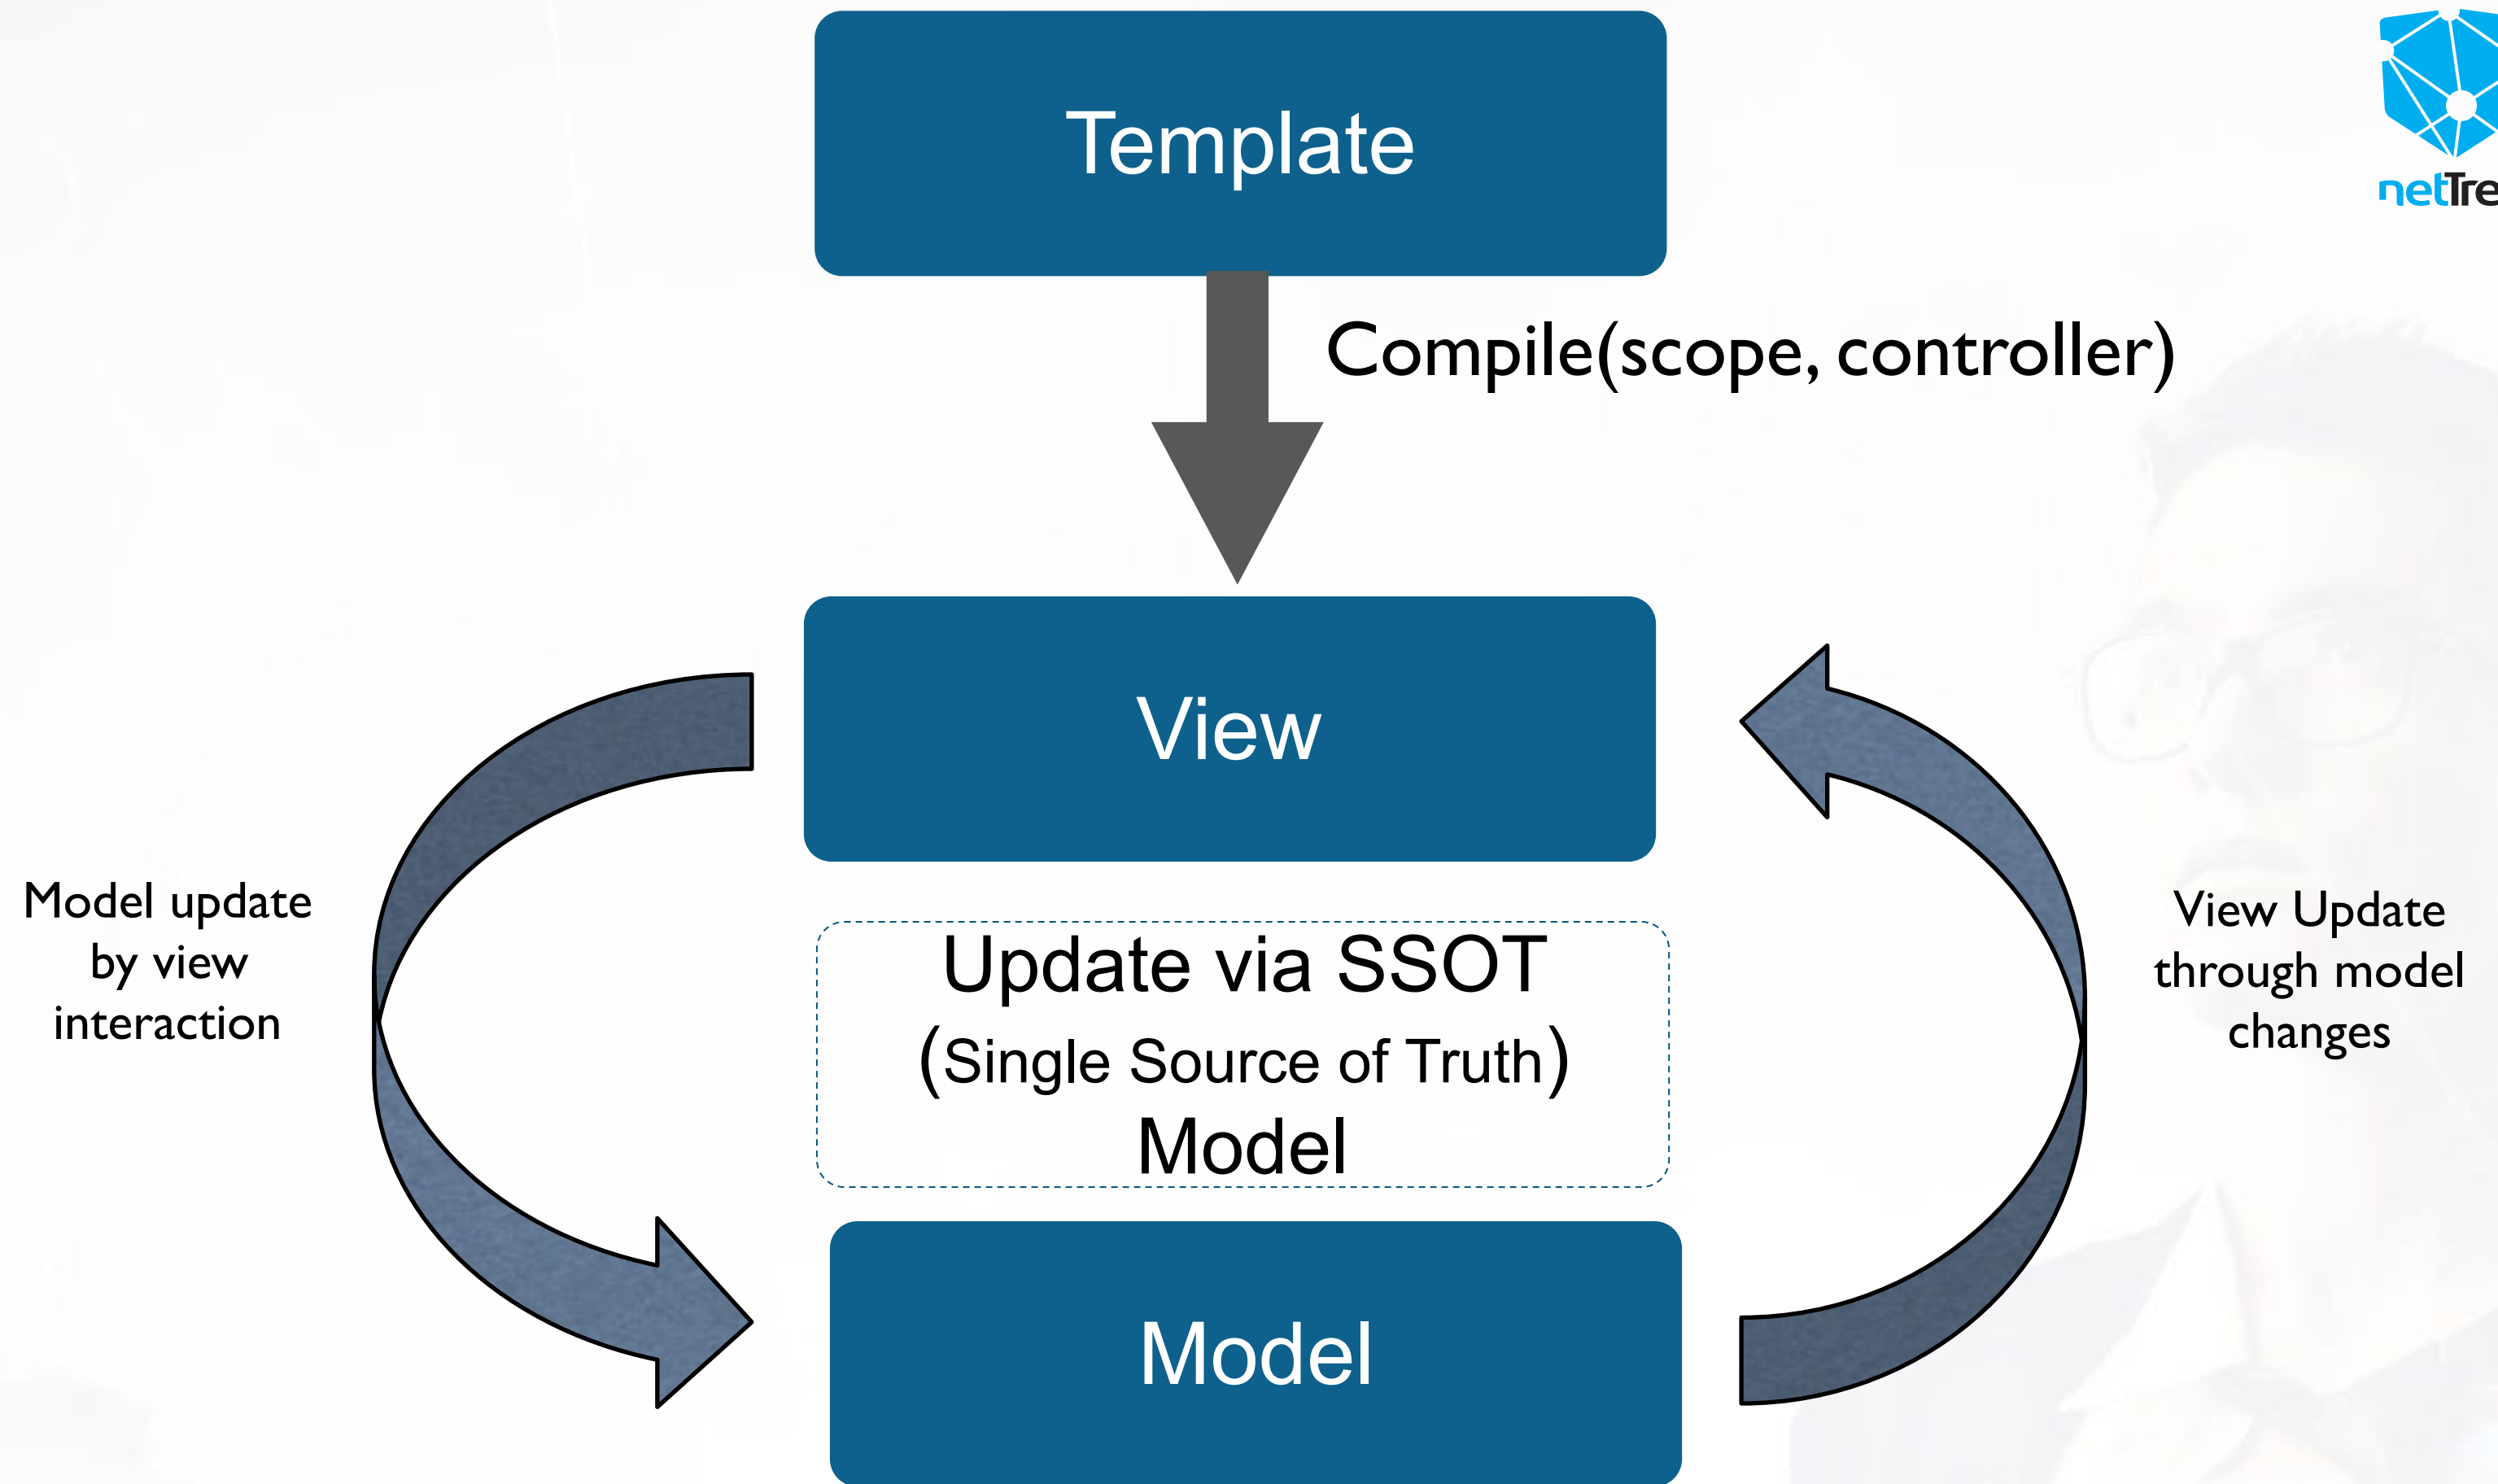 Template
netTre
Compile(scope, controller)
View
Model update
by view
interaction
Update via SSOT
(Single Source of Truth)
Model
View Update
through model
changes
Model